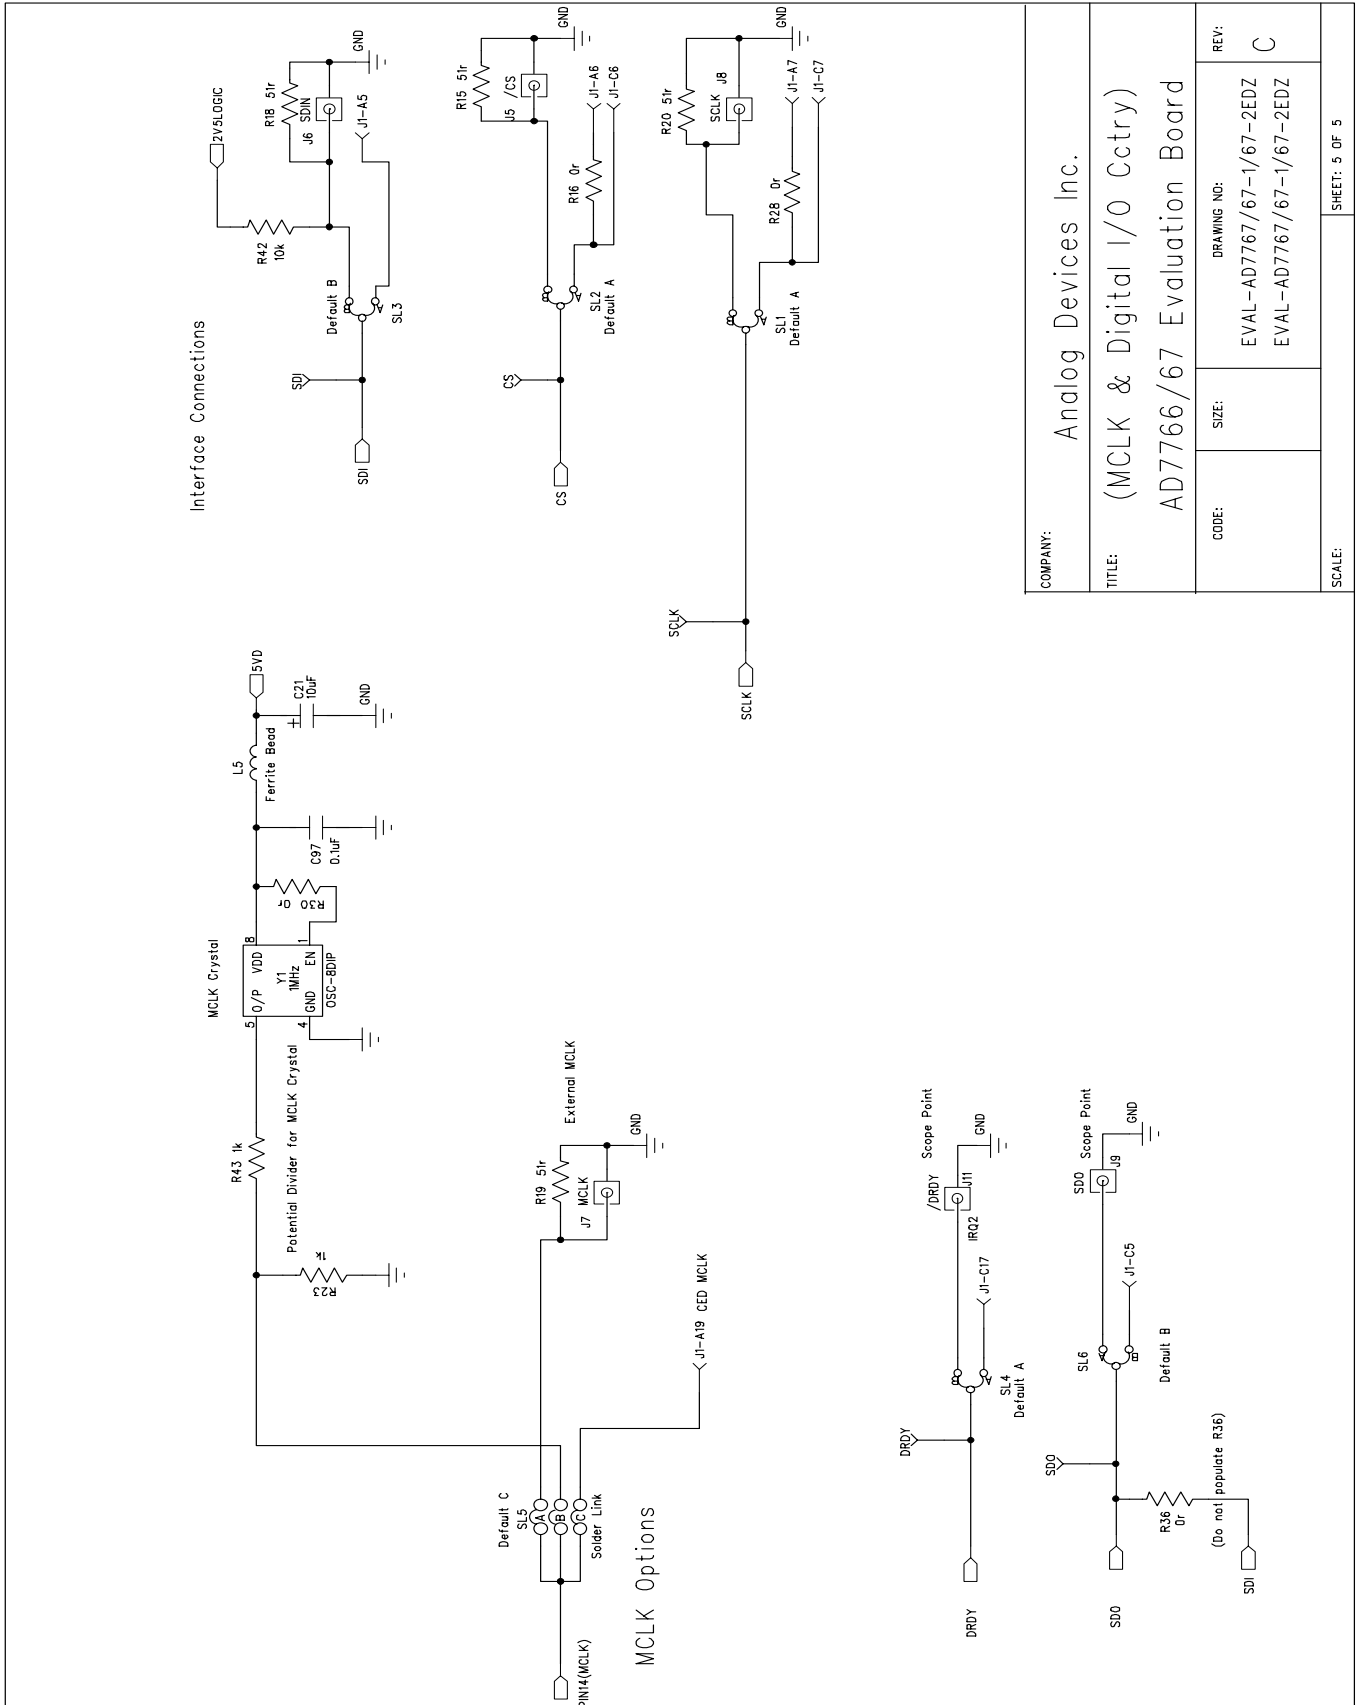 Interface Connections
2V5LOGIC
R42
10k
R18 51r
SDIN
J6
GND
J1-A5
Default B
B
A
SL3
SDI
SDI
R15 51r
/CS
J5
GND
J1-A6
J1-C6
R16 0r
B
A
SL2
Default A
CS
CS
R20 51r
SCLK
J8
GND
J1-A7
J1-C7
R28 0r
B
A
SL1
Default A
SCLK
SCLK
MCLK Crystal
5VD
L5
Ferrite Bead
C21
10uF
+
GND
C97
0.1uF
R30
0r
8
VDD
O/P
5
Y1
1MHz
1
EN
GND
4
OSC-8DIP
R43 1k
Potential Divider for MCLK Crystal
R23
1k
External MCLK
R19 51r
MCLK
J7
GND
J1-A19 CED MCLK
Default C
SL5
A
B
C
Solder Link
PIN14(MCLK)
MCLK Options
Scope Point
/DRDY
J11
IRQ2
GND
J1-C17
B
A
SL4
Default A
DRDY
DRDY
Scope Point
SDO
J9
GND
J1-C5
SL6
A
B
Default B
SDO
SDO
R36
0r
(Do not populate R36)
SDI
COMPANY:
Analog Devices Inc.
TITLE:
(MCLK & Digital I/O Cctry)
AD7766/67 Evaluation Board
CODE:
SIZE:
DRAWING NO:
EVAL-AD7767/67-1/67-2EDZ
EVAL-AD7767/67-1/67-2EDZ
REV:
C
SCALE:
SHEET: 5 OF 5